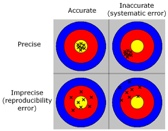 Accurate
Inaccurate
(systematic error)
Precise
Imprecise
(reproducibility
error)